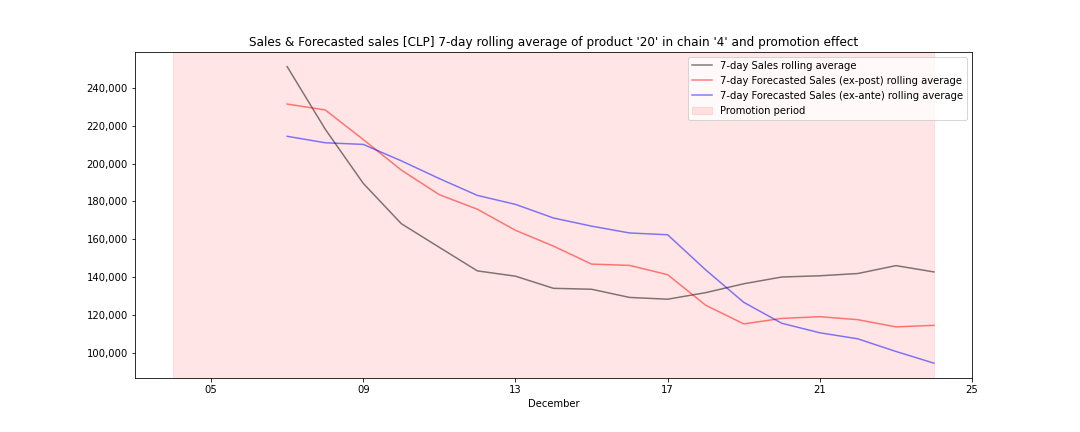 Sales & Forecasted sales [CLP] 7-day rolling average of product '20' in chain '4' and promotion effect
7-day Sales rolling average
7-day Forecasted Sales (ex-post) rolling average
7-day Forecasted Sales (ex-ante) rolling average
Promotion period
240,000
220,000
200,000
180,000
160,000
140,000
120,000
100,000
05 09 13 17 21 25
December